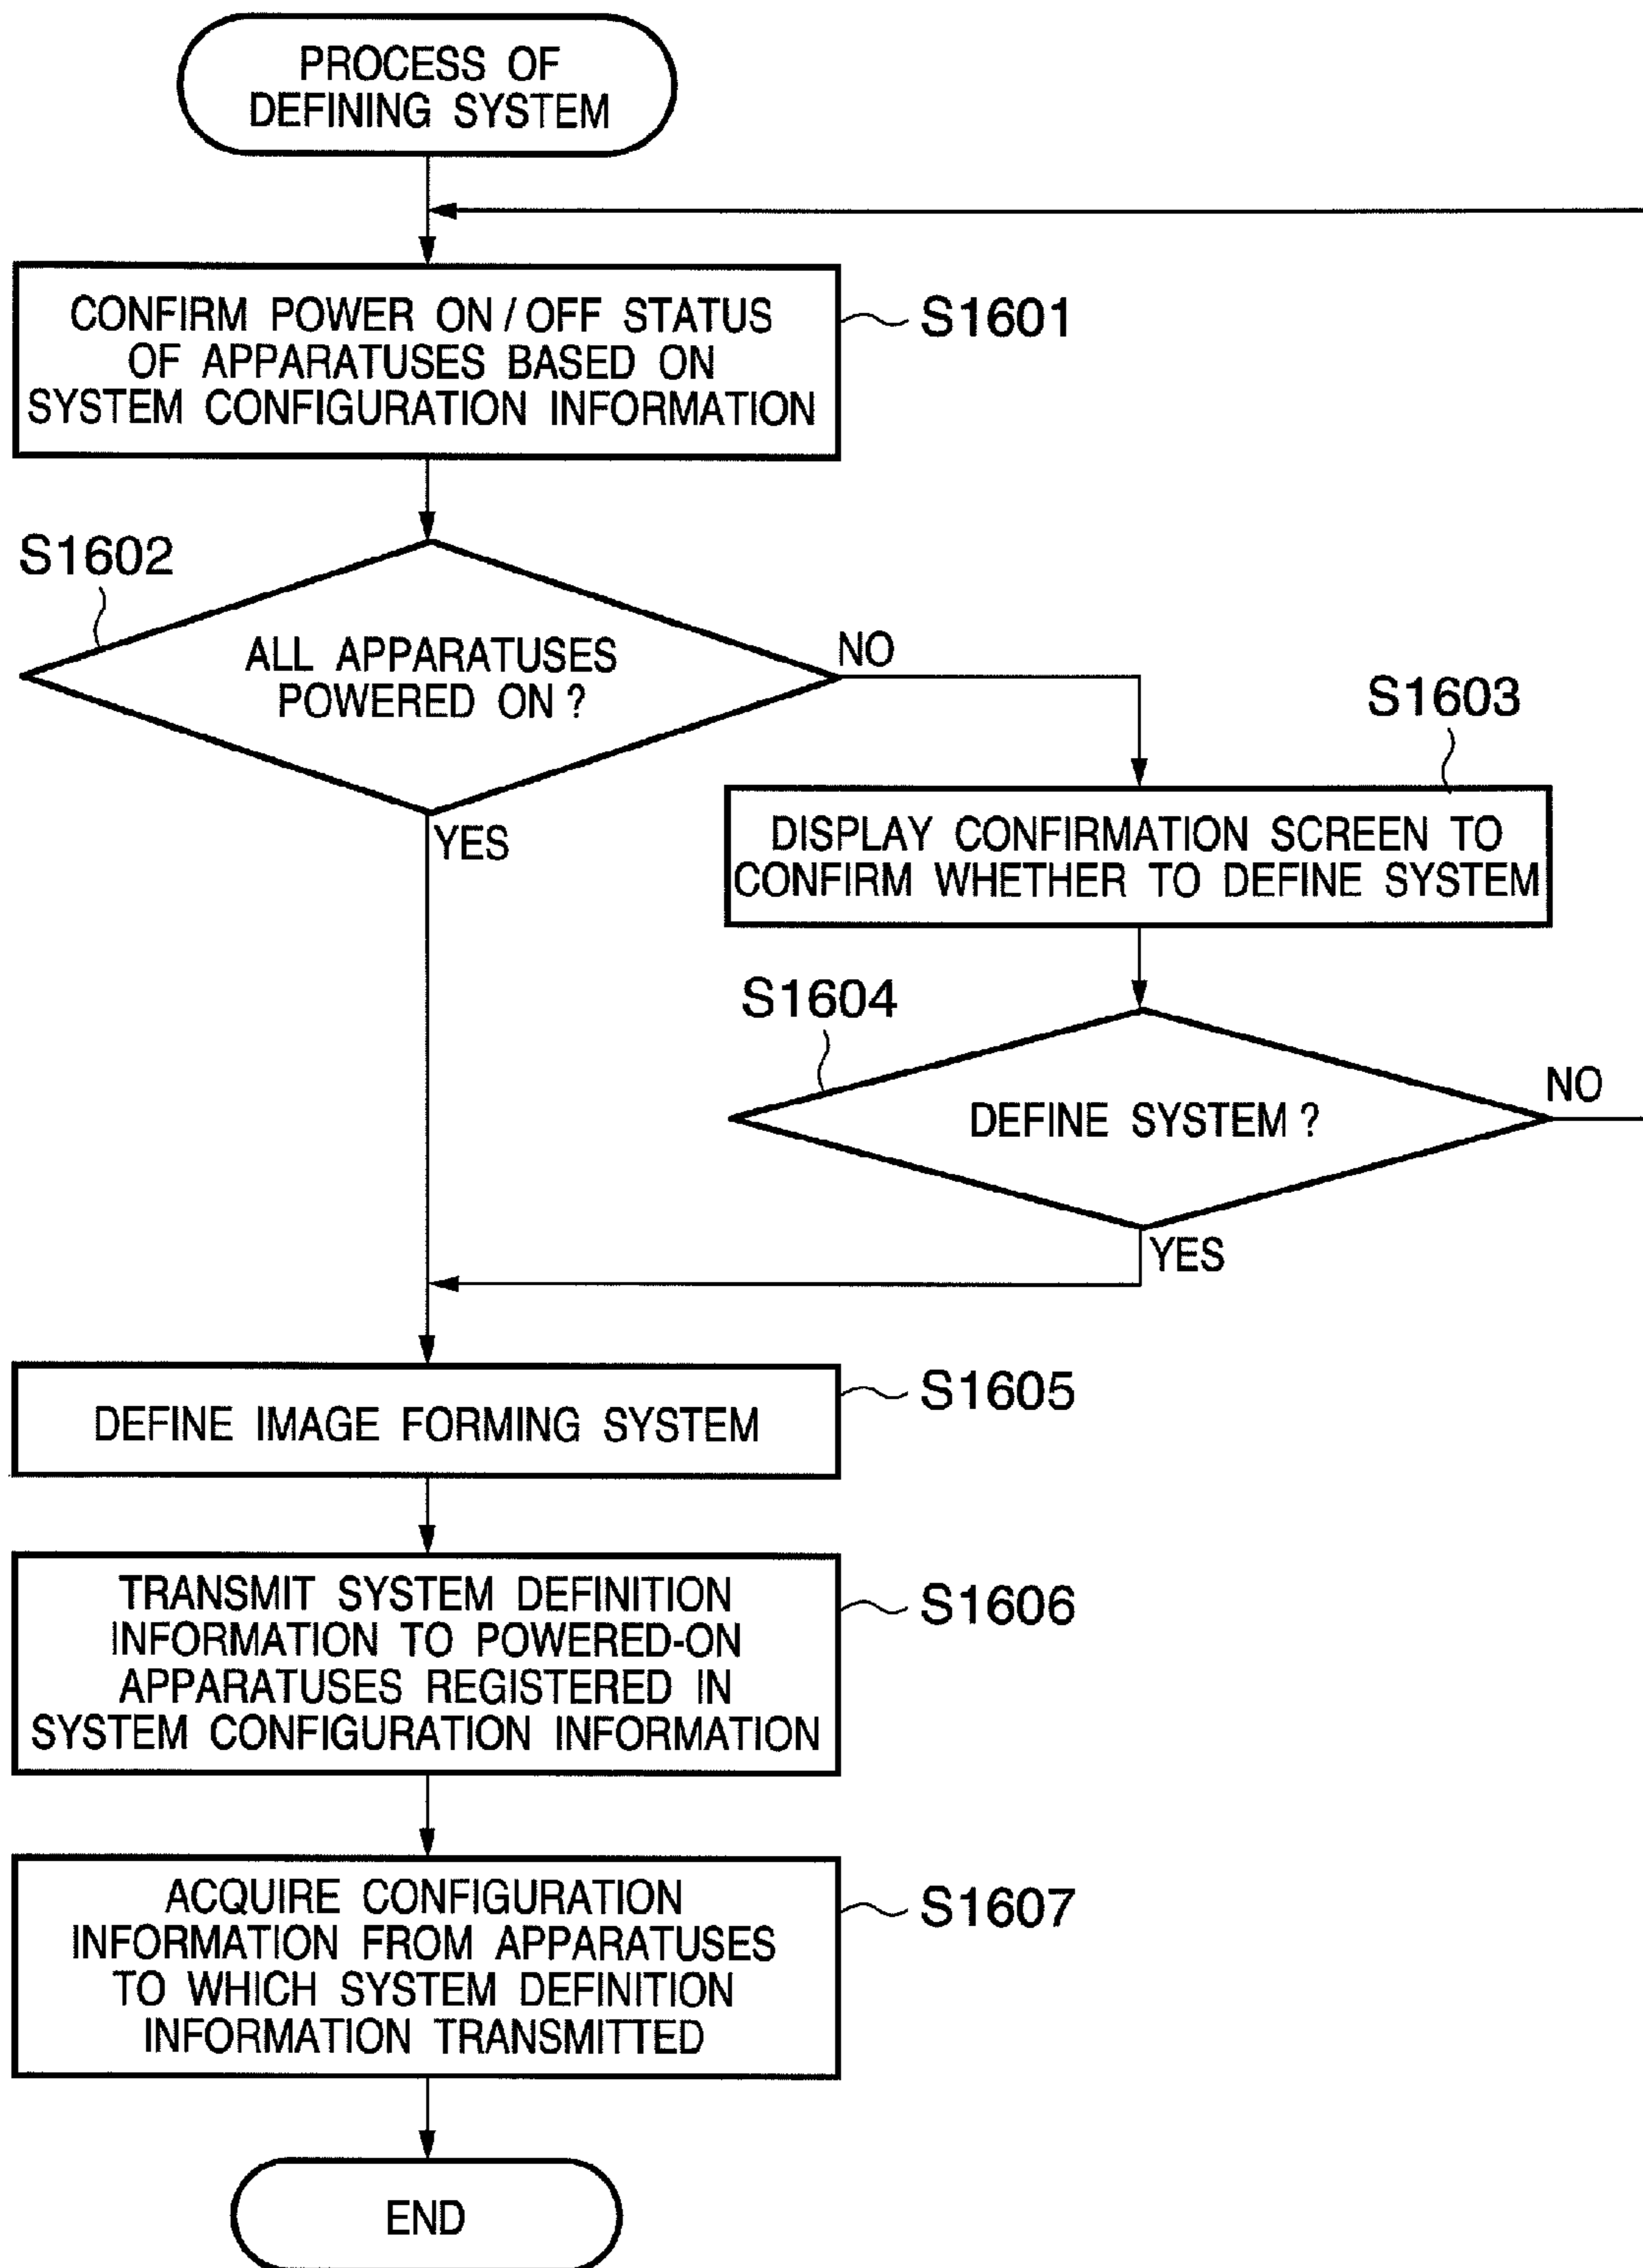 PROCESS OF
DEFINING SYSTEM
CONFIRM POWER ON / OFF STATUS
OF APPARATUSES BASED ON
SYSTEM CONFIGURATION INFORMATION
S1601
S1602
ALL APPARATUSES
POWERED ON ?
NO
YES
S1603
DISPLAY CONFIRMATION SCREEN TO
CONFIRM WHETHER TO DEFINE SYSTEM
S1604
DEFINE SYSTEM ?
NO
YES
DEFINE IMAGE FORMING SYSTEM
S1605
TRANSMIT SYSTEM DEFINITION
INFORMATION TO POWERED-ON
APPARATUSES REGISTERED IN
SYSTEM CONFIGURATION INFORMATION
S1606
ACQUIRE CONFIGURATION
INFORMATION FROM APPARATUSES
TO WHICH SYSTEM DEFINITION
INFORMATION TRANSMITTED
S1607
END